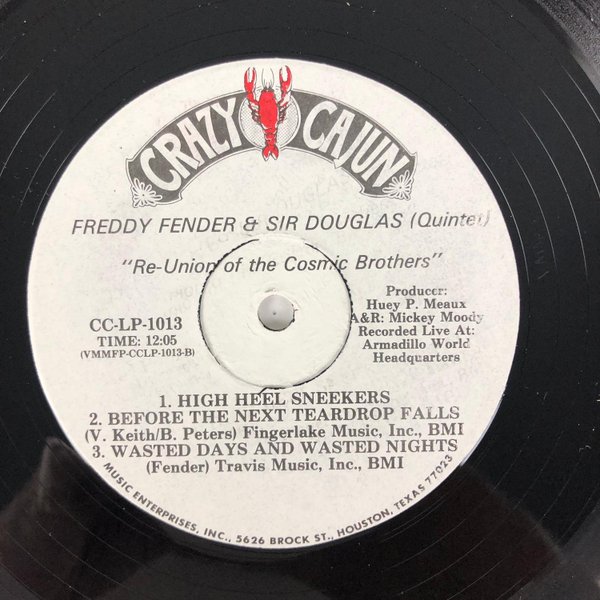 CRAZY CAJUN
FREDDY FENDER & SIR DOUGLAS (Quintet)
"Re-Union of the Cosmic Brothers"
CC-LP-1013
TIME: 12:05
(VMMFP-CCLP-1013-B)
Producer:
Huey P. Meaux
A&R: Mickey Moody
Recorded Live At:
Armadillo World
Headquarters
1. HIGH HEEL SNEEKERS
2. BEFORE THE NEXT TEARDROP FALLS
(V. Keith/B. Peters) Fingerlake Music, Inc., BMI
3. WASTED DAYS AND WASTED NIGHTS
(Fender) Travis Music, Inc., BMI
MUSIC ENTERPRISES, INC., 5626 BROCK ST., HOUSTON, TEXAS 77023